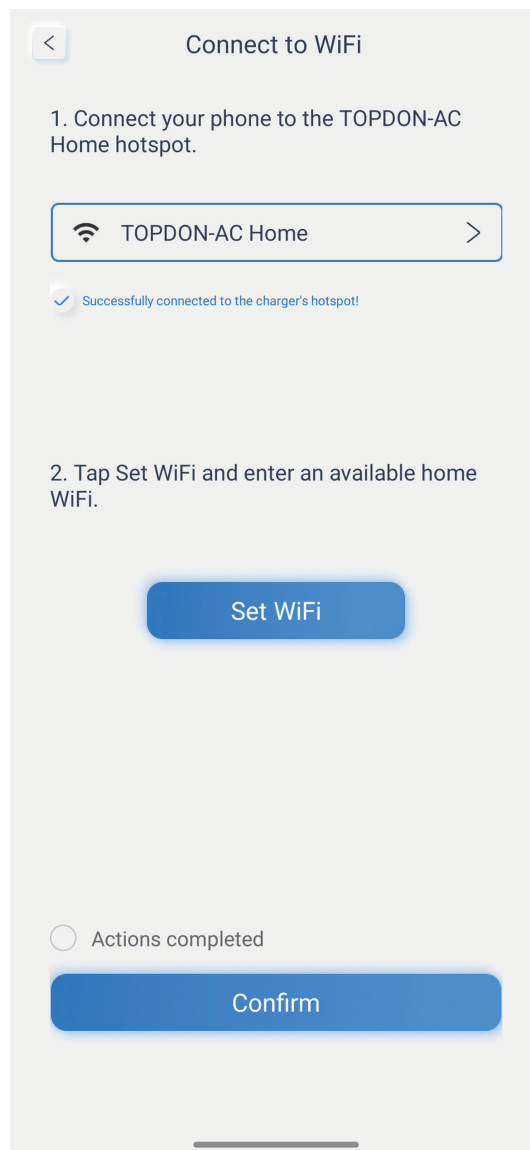 Connect to WiFi
1. Connect your phone to the TOPDON-AC
Home hotspot.
TOPDON-AC Home
Successfully connected to the charger's hotspot!
2. Tap Set WiFi and enter an available home
WiFi.
Set WiFi
Actions completed
Confirm